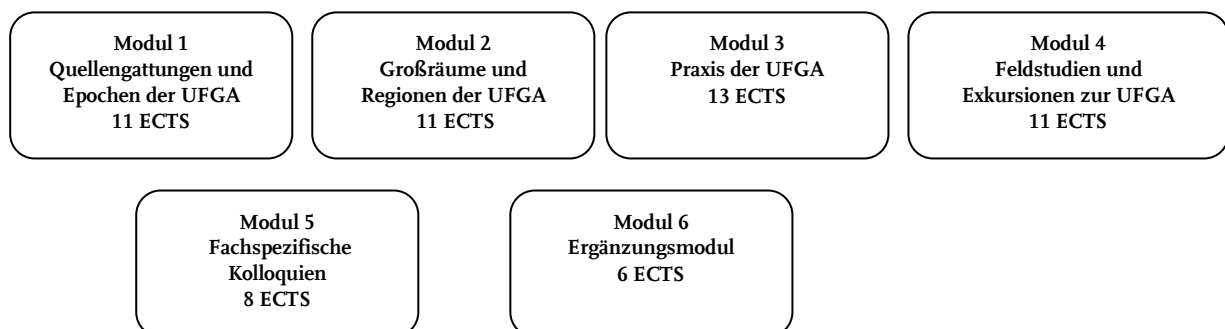 Modul 1
Quellengattungen und
Epochen der UFGA
11 ECTS
Modul 2
Großräume und
Regionen der UFGA
11 ECTS
Modul 3
Praxis der UFGA
13 ECTS
Modul 4
Feldstudien und
Exkursionen zur UFGA
11 ECTS
Modul 5
Fachspezifische
Kolloquien
8 ECTS
Modul 6
Ergänzungsmodul
6 ECTS